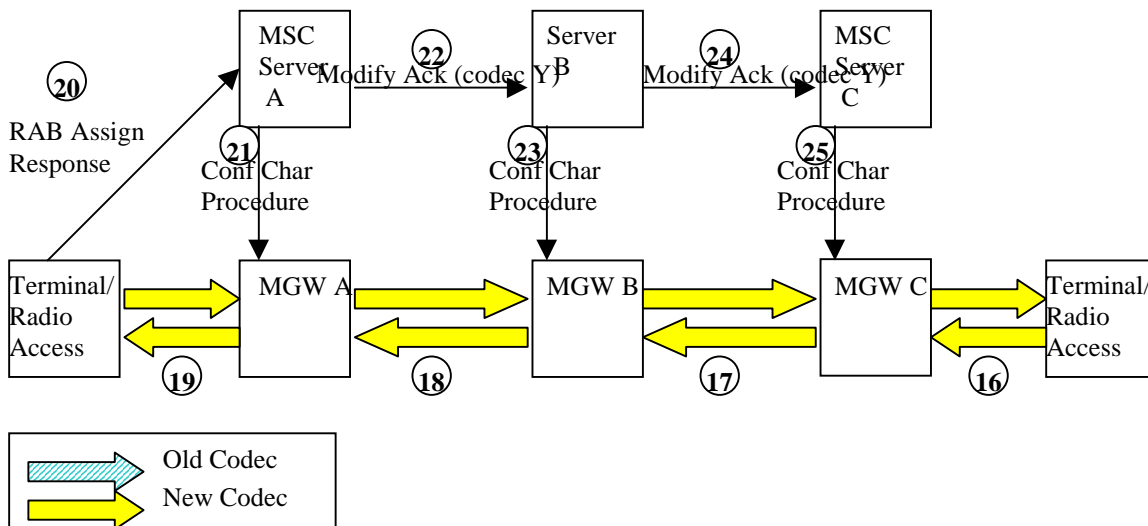 MSC
Server
A
22
Server
B
24
MSC
Server
C
20
Modify Ack (codec Y)
Modify Ack (codec Y)
RAB Assign
Response
21
23
25
Conf Char
Procedure
Conf Char
Procedure
Conf Char
Procedure
Terminal/
Radio
Access
MGW A
MGW B
MGW C
Terminal/
Radio
Access
19
18
17
16
Old Codec
New Codec